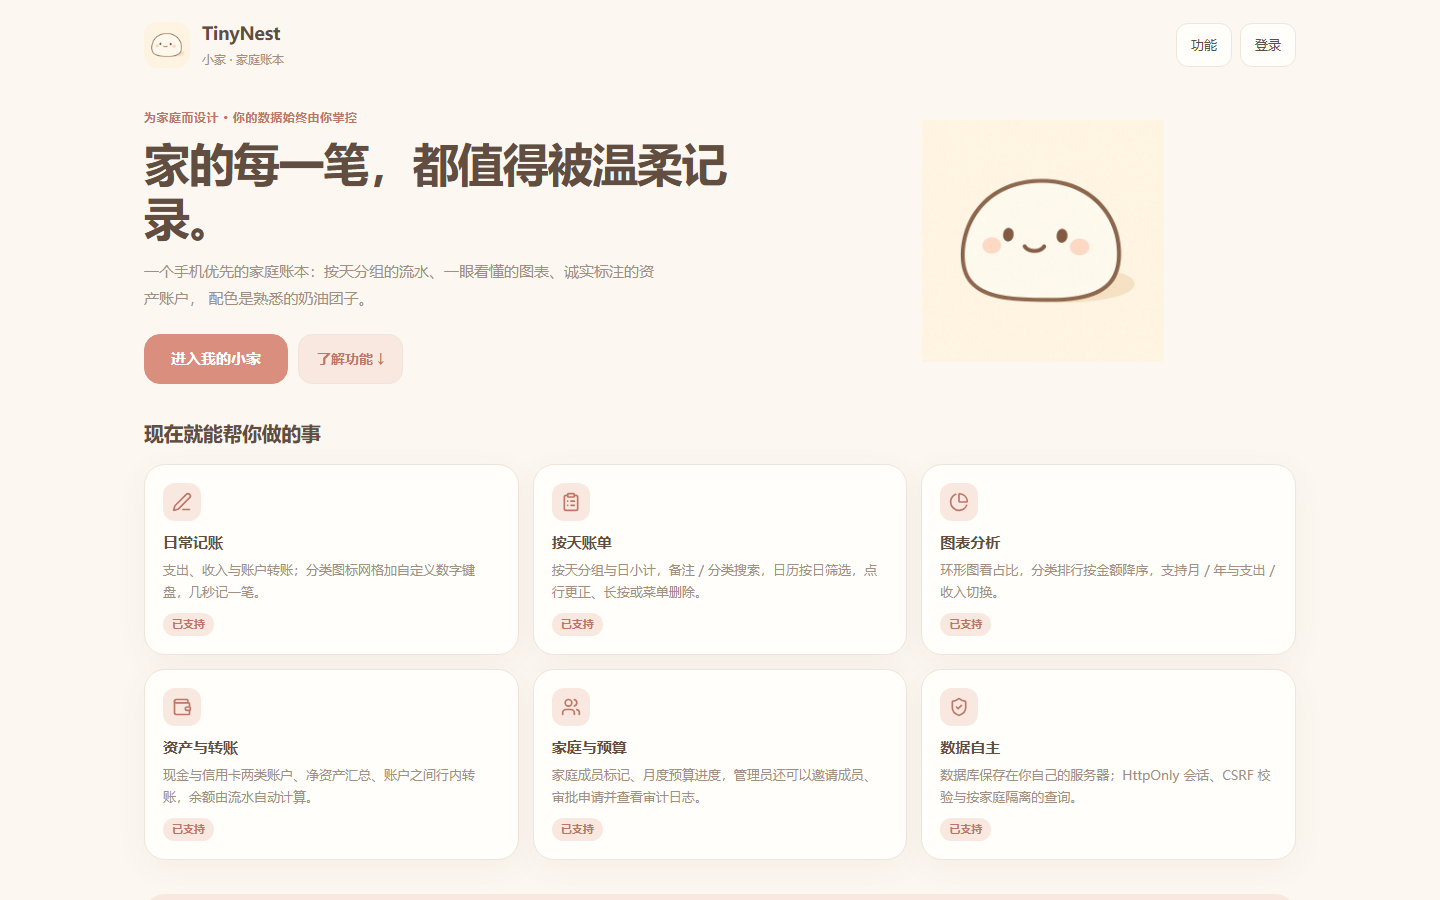 TinyNest
小家 · 家庭账本
功能
登录
为家庭而设计 • 你的数据始终由你掌控
家的每一笔，都值得被温柔记
录。
一个手机优先的家庭账本：按天分组的流水、一眼看懂的图表、诚实标注的资
产账户， 配色是熟悉的奶油团子。
进入我的小家
了解功能 ↓
现在就能帮你做的事
日常记账
支出、收入与账户转账；分类图标网格加自定义数字键
盘，几秒记一笔。
已支持
按天账单
按天分组与日小计，备注 / 分类搜索，日历按日筛选，点
行更正、长按或菜单删除。
已支持
图表分析
环形图看占比，分类排行按金额降序，支持月 / 年与支出 /
收入切换。
已支持
资产与转账
现金与信用卡两类账户、净资产汇总、账户之间行内转
账，余额由流水自动计算。
已支持
家庭与预算
家庭成员标记、月度预算进度，管理员还可以邀请成员、
审批申请并查看审计日志。
已支持
数据自主
数据库保存在你自己的服务器；HttpOnly 会话、CSRF 校
验与按家庭隔离的查询。
已支持